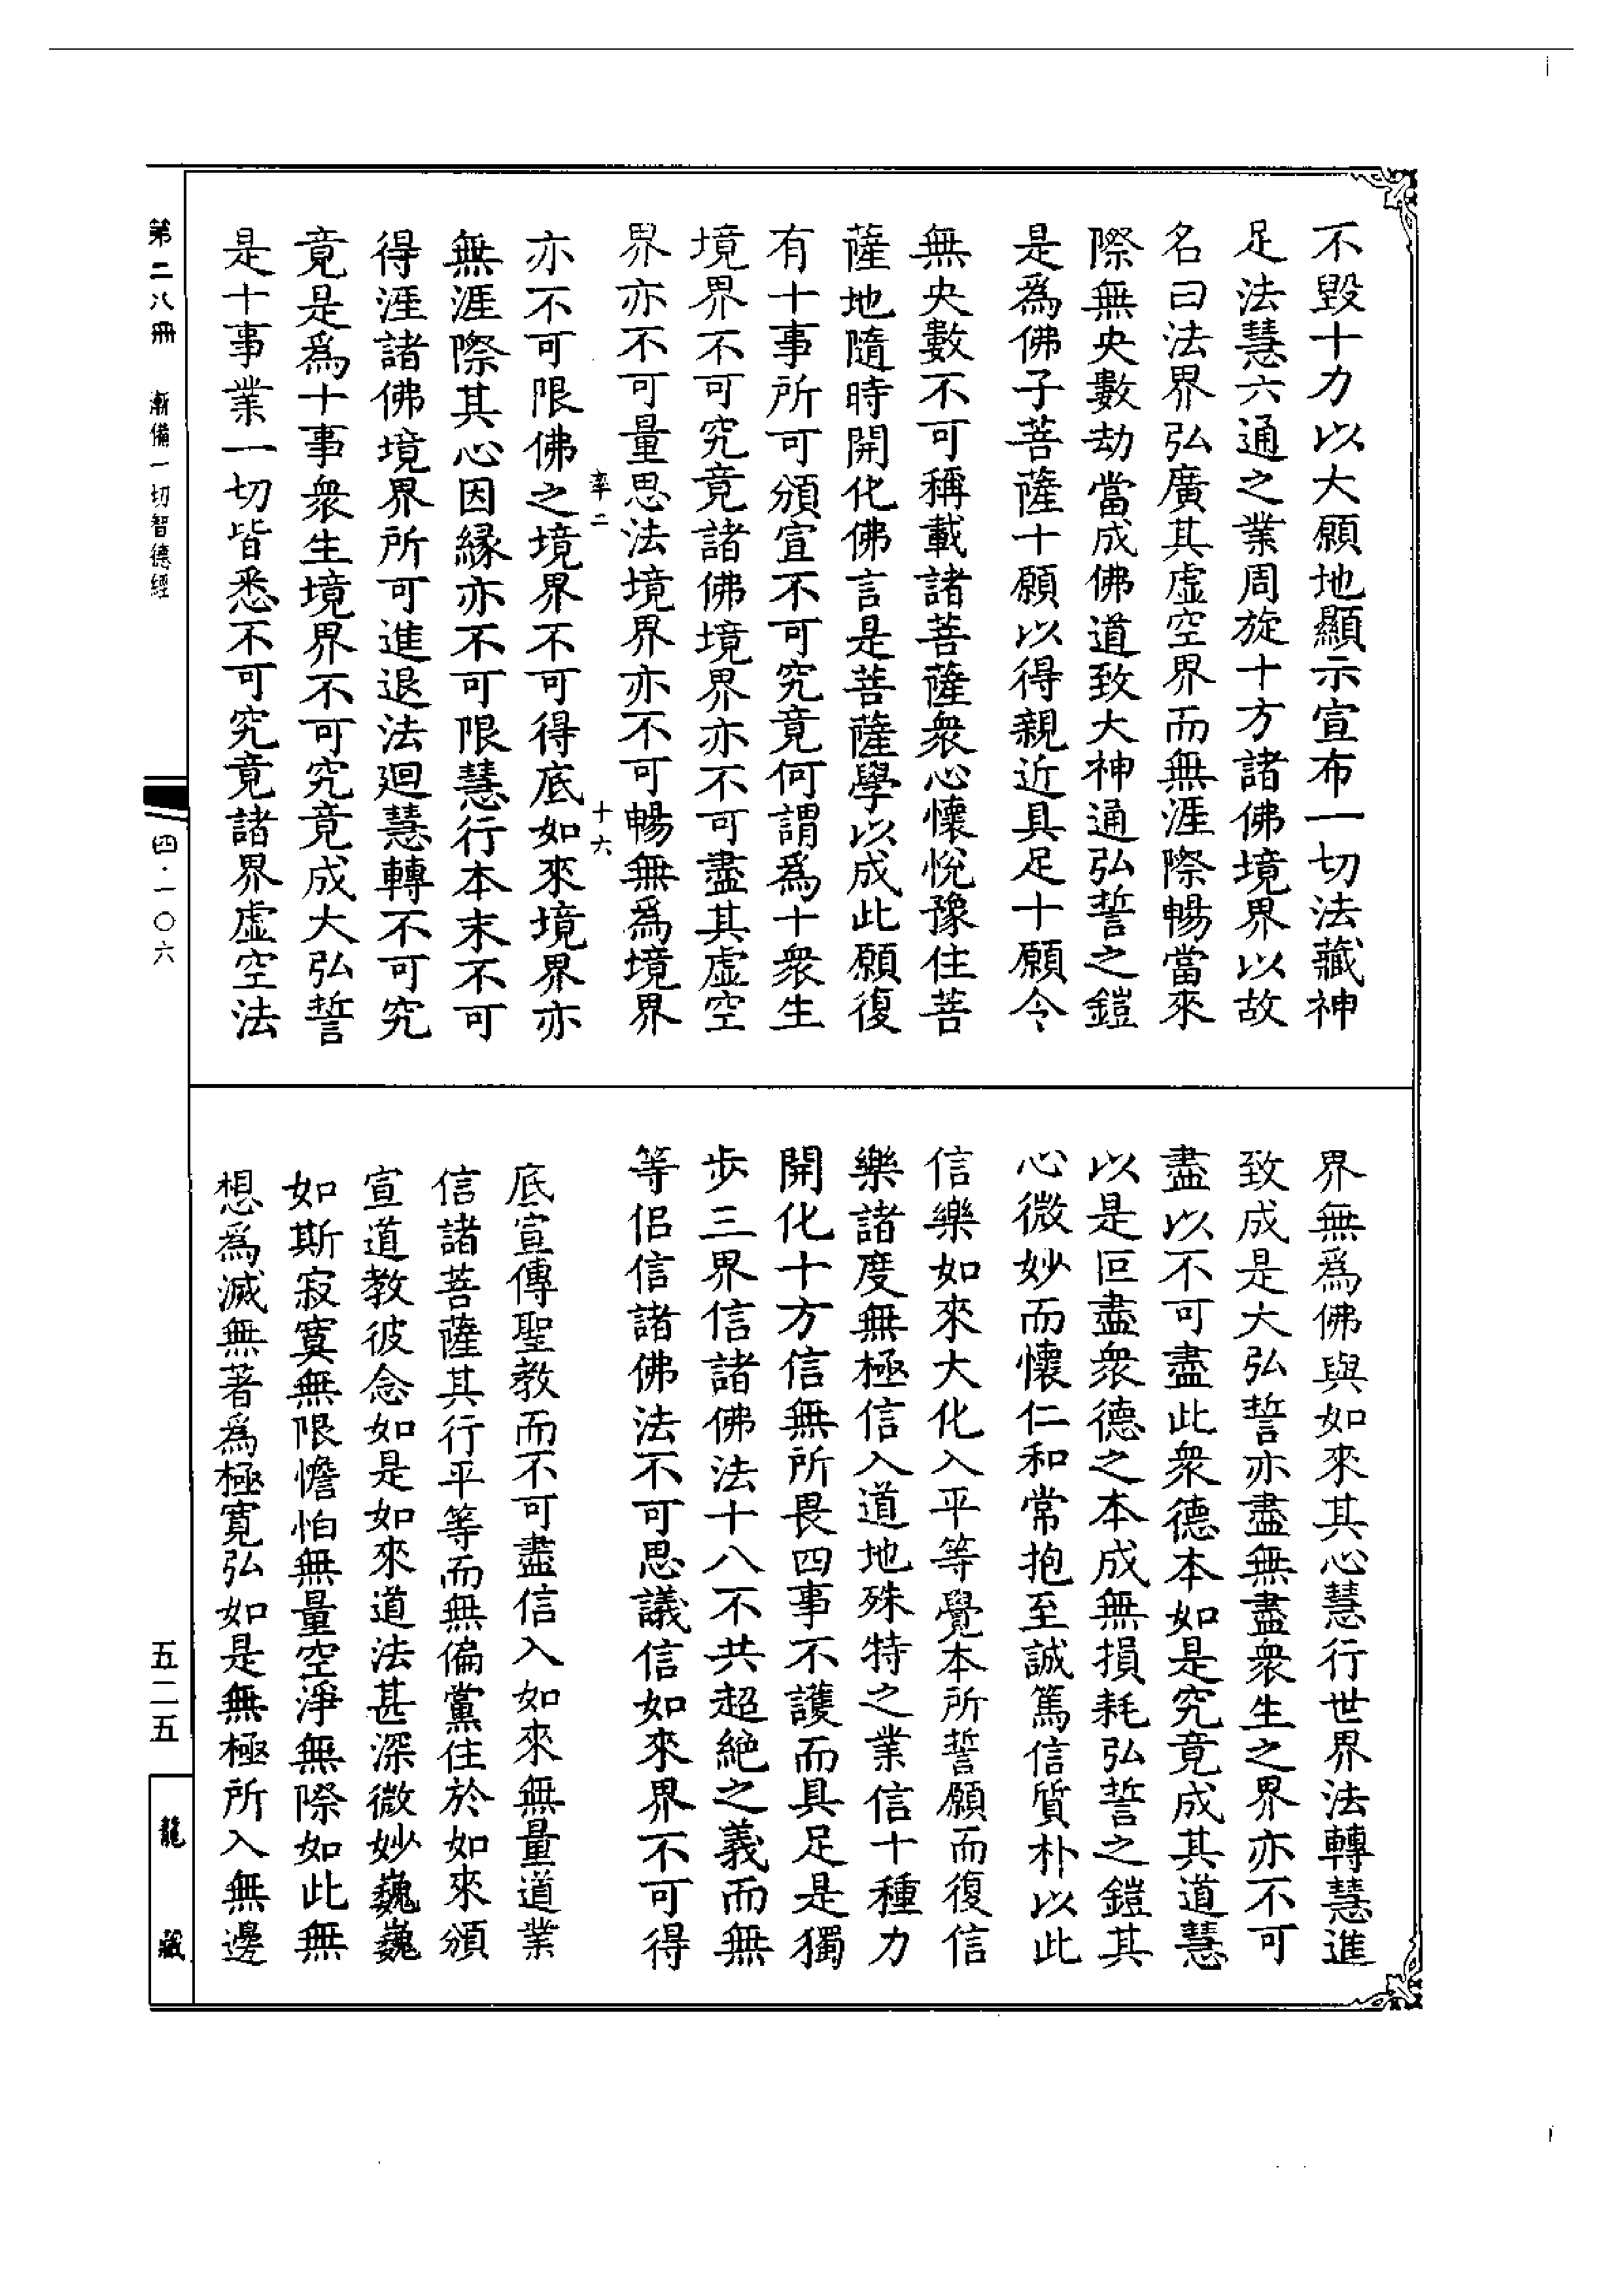 不毀十力以大願地顯示宣布一切法藏神
足法慧六通之業周旋十方諸佛境界以故
名曰法界弘廣其虛空界而無涯際暢當來
際無央數劫當成佛道致大神通弘誓之鎧
是為佛子菩薩十願以得親近具足十願令
無央數不可稱載諸菩薩衆心懷悅豫住菩
薩地隨時開化佛言是菩薩學以成此願復
有十事所可頒宣不可究竟何謂為十衆生
境界不可究竟諸佛境界亦不可盡其虛空
界亦不可量思法境界亦不可暢無為境界
率二 十六
亦不可限佛之境界不可得底如來境界亦
無涯際其心因緣亦不可限慧行本末不可
得涯諸佛境界所可進退法迴慧轉不可究
竟是為十事衆生境界不可究竟成大弘誓
是十事業一切皆悉不可究竟諸界虛空法
界無為佛與如來其心慧行世界法轉慧進
致成是大弘誓亦盡無盡衆生之界亦不可
盡以不可盡此衆德本如是究竟成其道慧
以是叵盡衆德之本成無損耗弘誓之鎧其
心微妙而懷仁和常抱至誠篤信質朴以此
信樂如來大化入平等覺本所誓願而復信
樂諸度無極信入道地殊特之業信十種力
開化十方信無所畏四事不護而具足是獨
步三界信諸佛法十八不共超絕之義而無
等侶信諸佛法不可思議信如來界不可得
底宣傳聖教而不可盡信入如來無量道業
信諸菩薩其行平等而無偏黨住於如來頒
宣道教彼念如是如來道法甚深微妙巍巍
如斯寂寞無限憺怕無量空淨無際如此無
想為滅無著為極寬弘如是無極所入無邊
第二八冊 漸備一切智德經
四·一〇六
五二五
龍藏